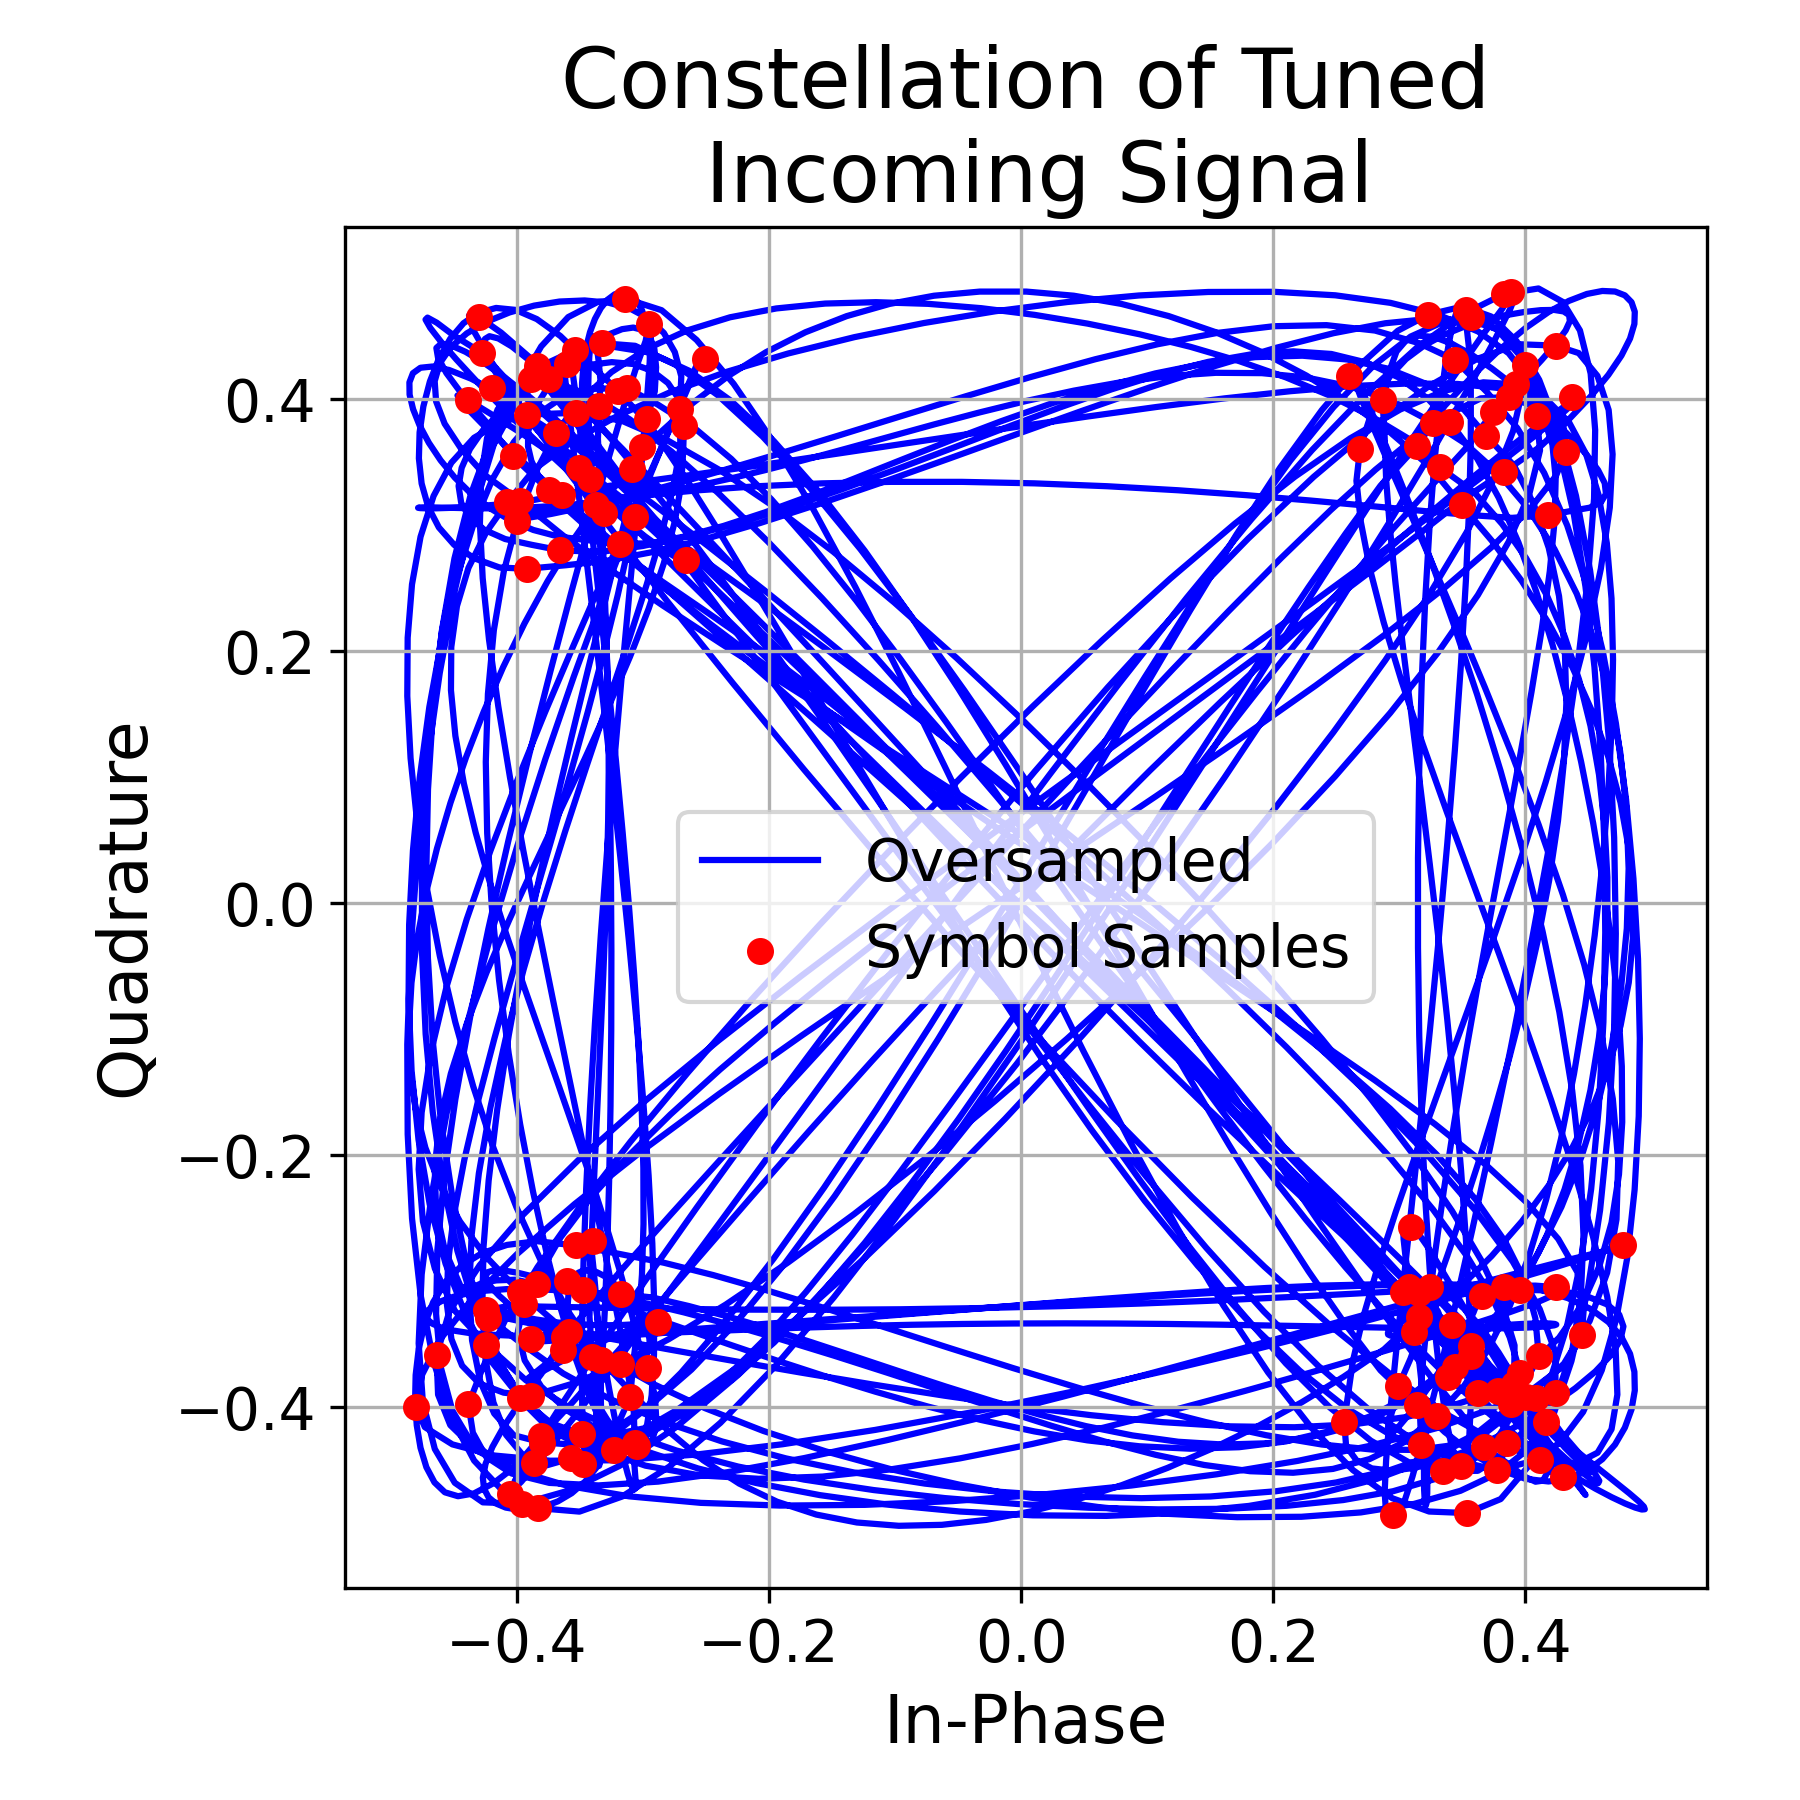 Constellation of Tuned
Incoming Signal
0.4
0.2
0.0
−0.2
−0.4
Quadrature
Oversampled
Symbol Samples
−0.4 −0.2 0.0 0.2 0.4
In-Phase